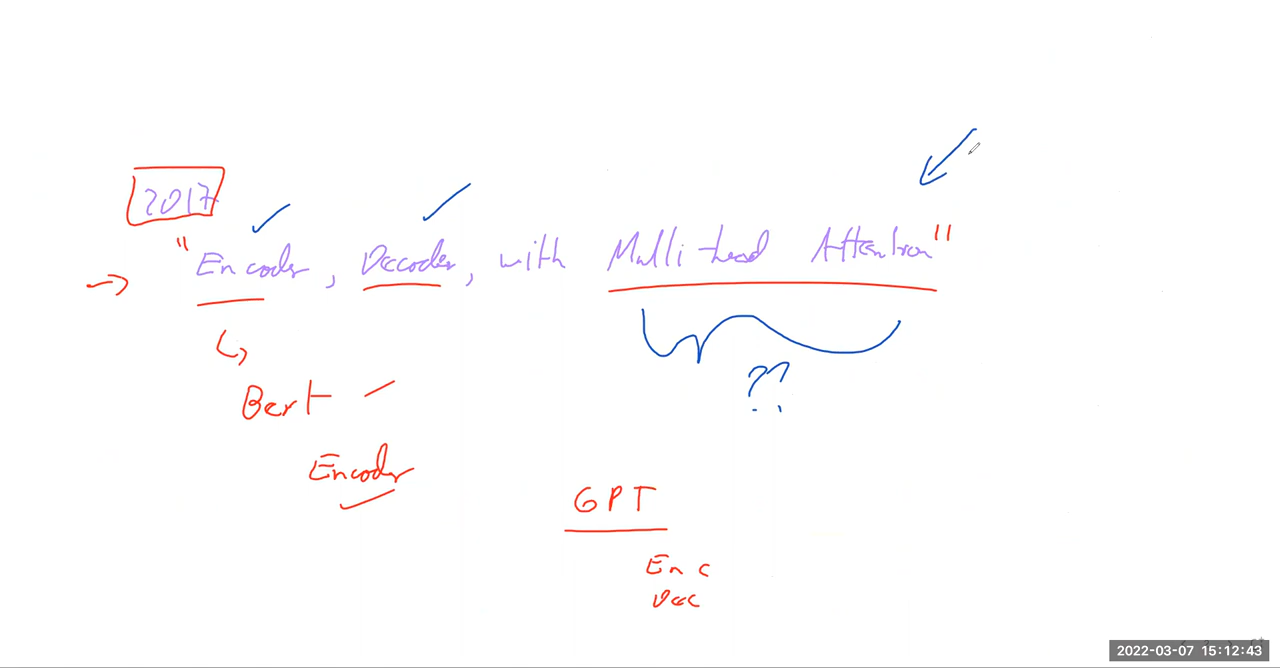 2017
"Encoder, Decoder, with Multi-head Attention"
Bert
Encoder
??
GPT
Enc
Dec
2022-03-07 15:12:43